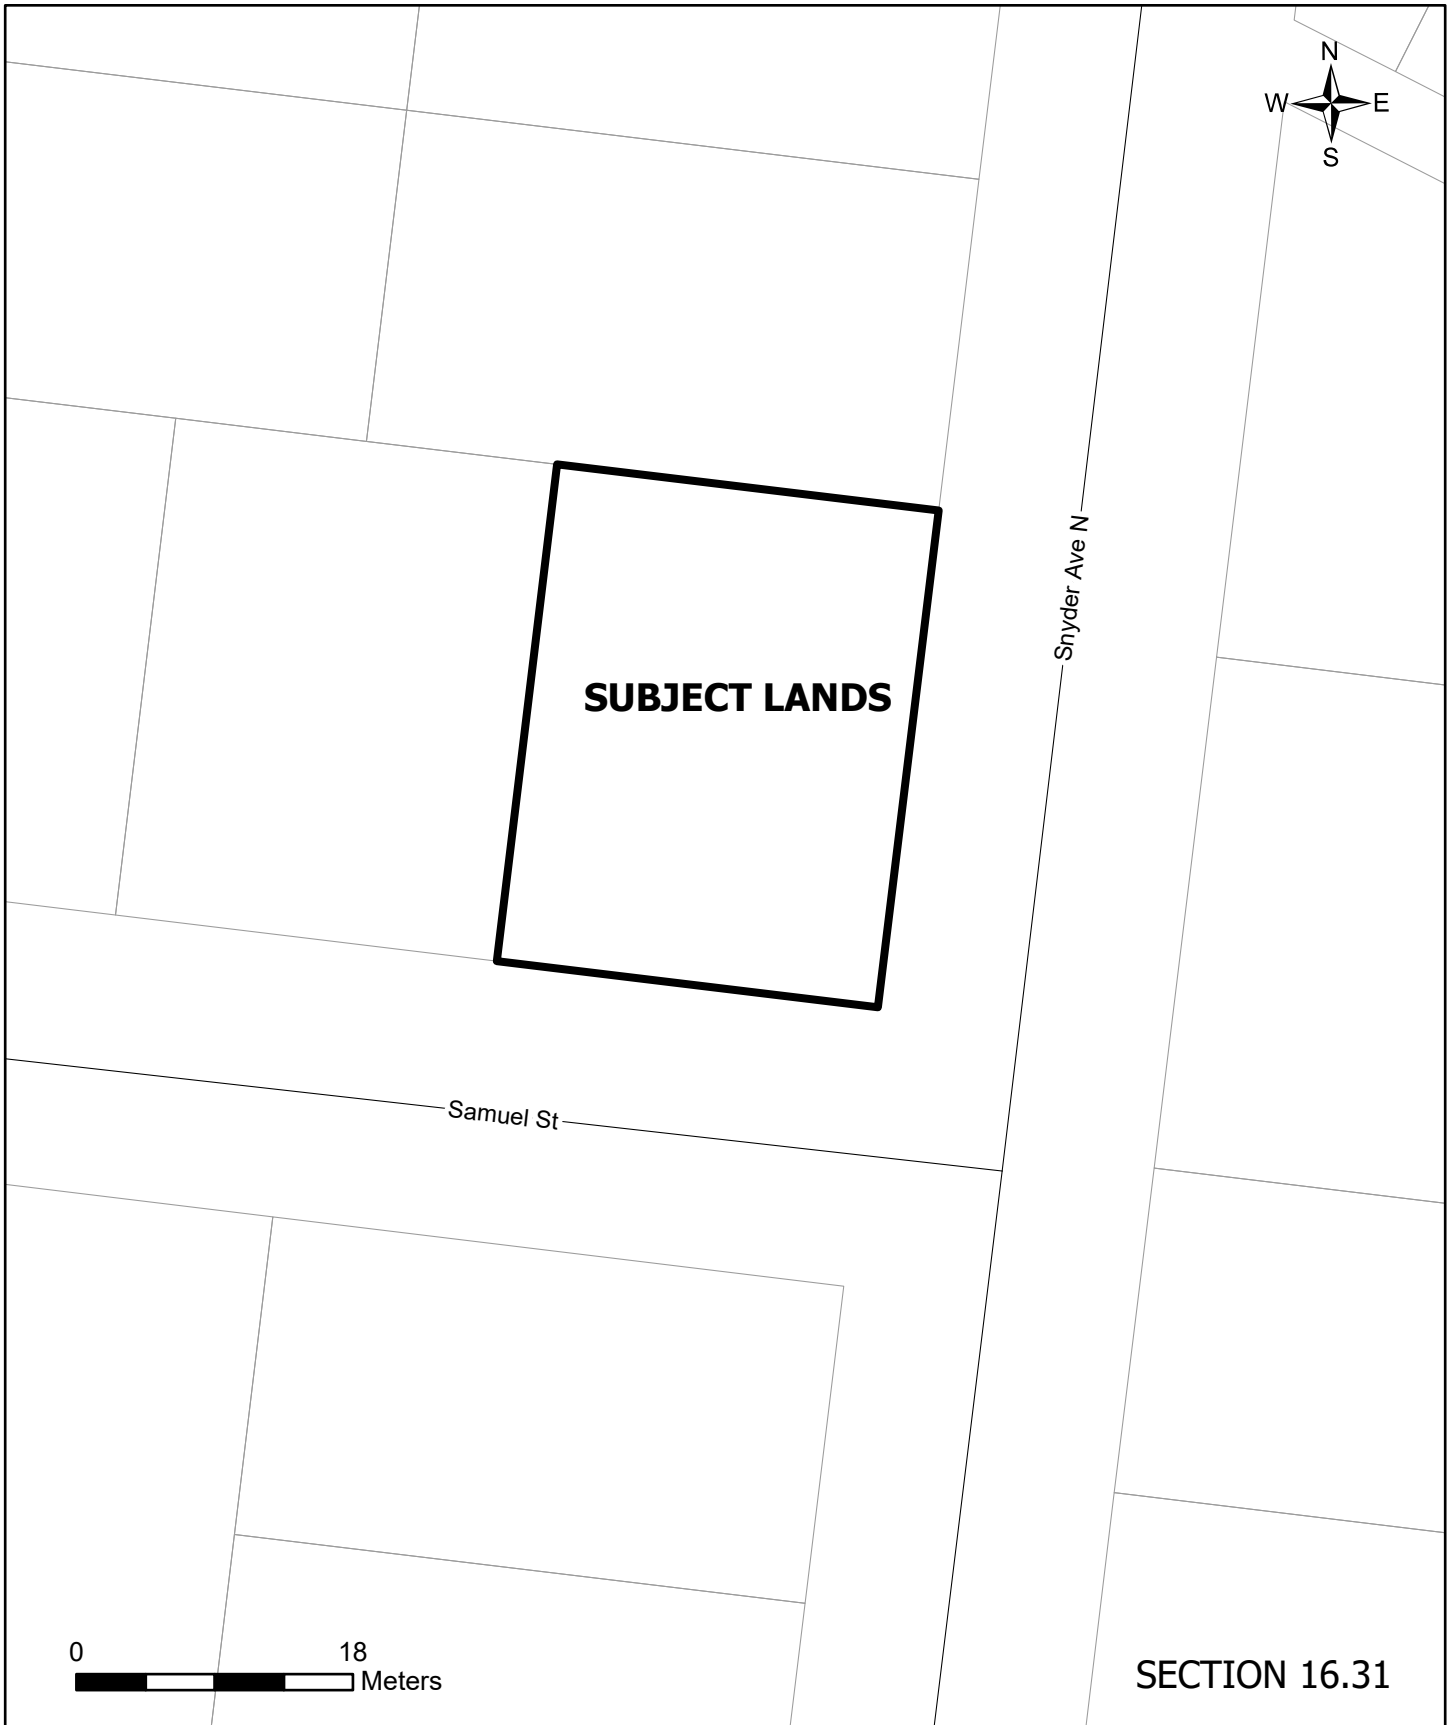 N
W E
S
Snyder Ave N
SUBJECT LANDS
Samuel St
0 18
Meters
SECTION 16.31